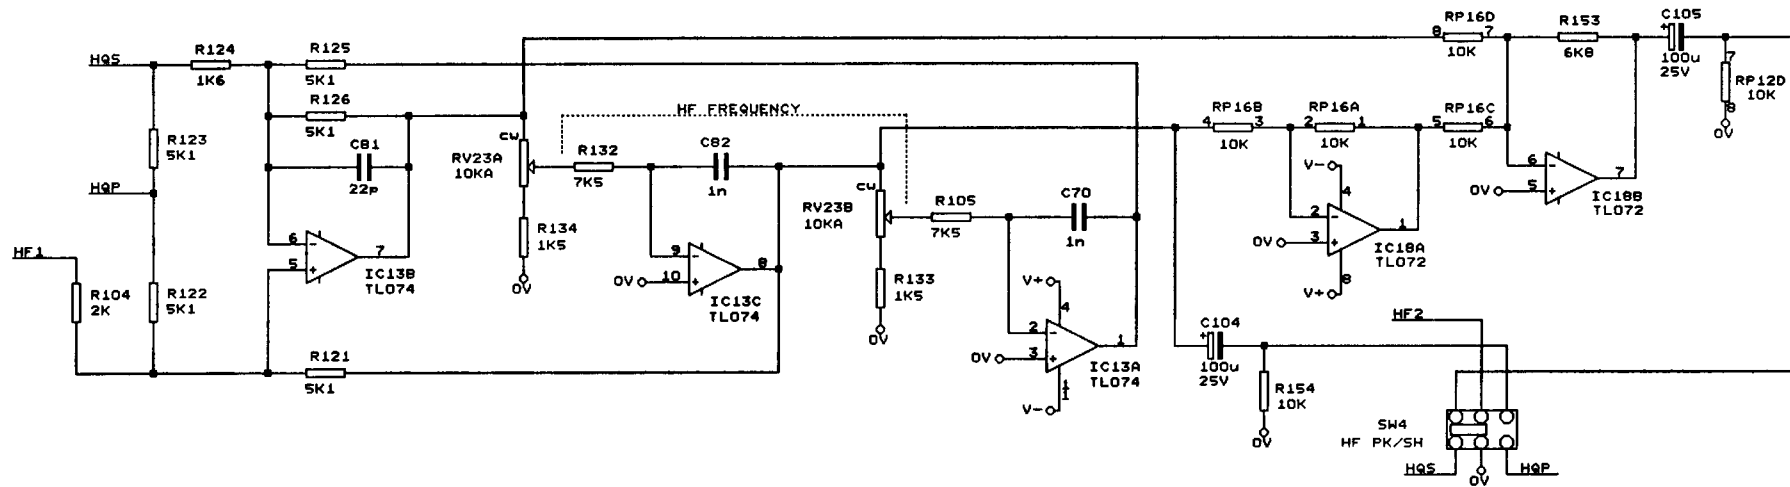 HQS
R124
1K6
R125
5K1
R126
5K1
C81
22p
R123
5K1
HQP
HF1
R104
2K
R122
5K1
6
5
7
IC13B
TL074
R121
5K1
HF FREQUENCY
CW
RV23A
10KA
R132
7K5
C82
1n
R134
1K5
0V
9
10
8
0V
IC13C
TL074
CW
RV23B
10KA
R105
7K5
C70
1n
R133
1K5
0V
V+
4
2
3
1
0V
IC13A
TL074
11
V-
RP16D
8
7
10K
R153
6K8
C105
+
100u
25V
7
RP12D
10K
8
0V
RP16B
4
3
10K
RP16A
2
1
10K
RP16C
5
6
10K
V-
4
2
3
1
0V
IC18A
TL072
8
V+
6
5
7
0V
IC18B
TL072
C104
+
100u
25V
R154
10K
0V
HF2
SW4
HF PK/SH
HQS
0V
HQP